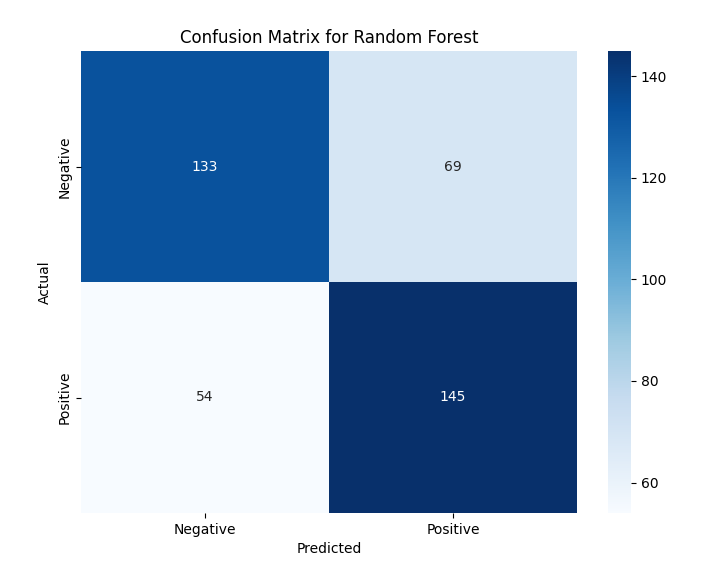 Confusion Matrix for Random Forest
Negative
133
69
Actual
Positive
54
145
Negative
Positive
Predicted
140
120
100
80
60